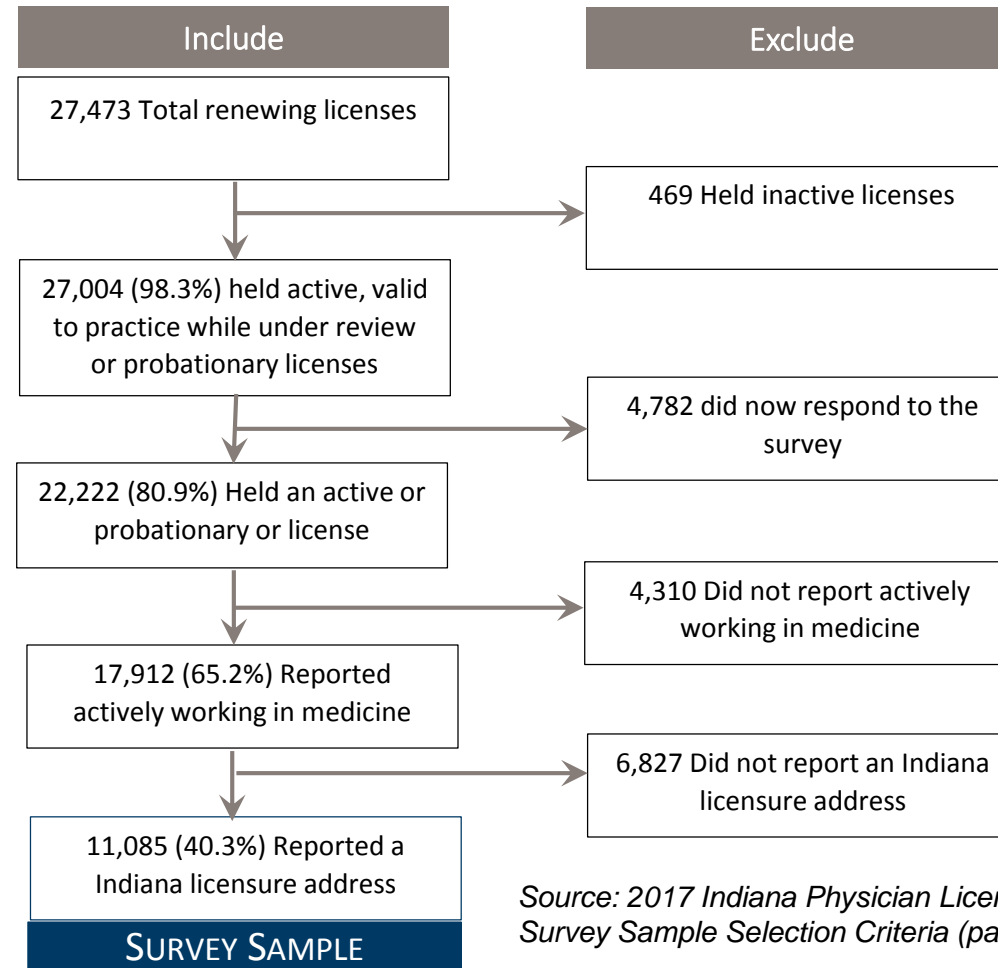 Include
Exclude
27,473 Total renewing licenses
469 Held inactive licenses
27,004 (98.3%) held active, valid
to practice while under review
or probationary licenses
4,782 did now respond to the
survey
22,222 (80.9%) Held an active or
probationary or license
4,310 Did not report actively
working in medicine
17,912 (65.2%) Reported
actively working in medicine
6,827 Did not report an Indiana
licensure address
11,085 (40.3%) Reported a
Indiana licensure address
SURVEY SAMPLE
Source: 2017 Indiana Physician
Survey Sample Selection Criteria